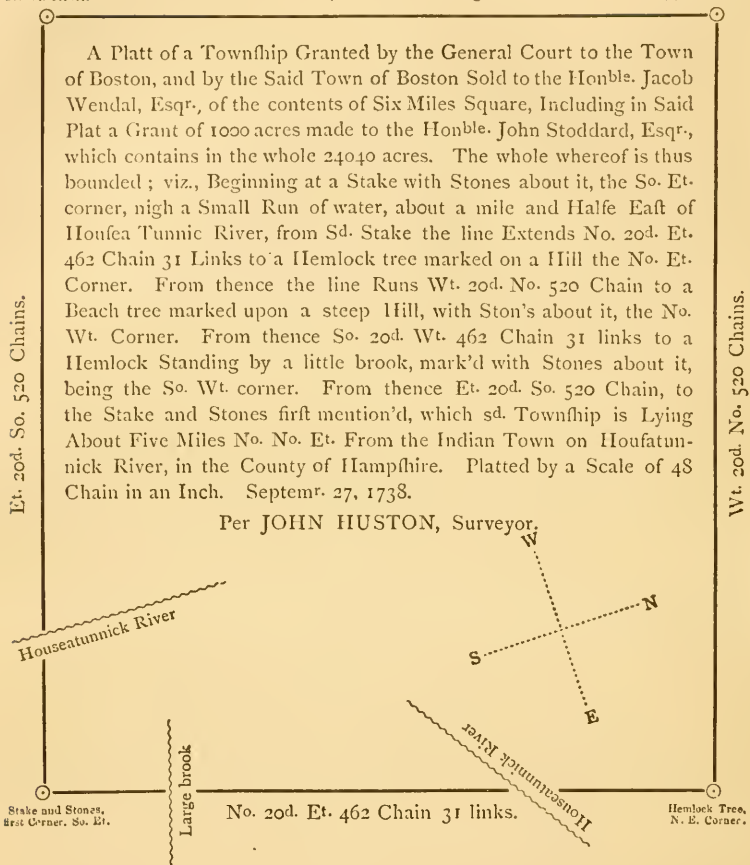 A Platt of a Townſhip Granted by the General Court to the Town
of Boston, and by the Said Town of Boston Sold to the Honble. Jacob
Wendal, Esqr., of the contents of Six Miles Square, Including in Said
Plat a Grant of 1000 acres made to the Honble. John Stoddard, Esqr.,
which contains in the whole 24040 acres. The whole whereof is thus
bounded ; viz., Beginning at a Stake with Stones about it, the So. Et.
corner, nigh a Small Run of water, about a mile and Halfe Eaſt of
Houſea Tunnic River, from Sd. Stake the line Extends No. 20d. Et.
462 Chain 31 Links to a Hemlock tree marked on a Hill the No. Et.
Corner. From thence the line Runs Wt. 20d. No. 520 Chain to a
Beach tree marked upon a steep Hill, with Ston's about it, the No.
Wt. Corner. From thence So. 20d. Wt. 462 Chain 31 links to a
Hemlock Standing by a little brook, mark'd with Stones about it,
being the So. Wt. corner. From thence Et. 20d. So. 520 Chain, to
the Stake and Stones firſt mention'd, which sd. Townſhip is Lying
About Five Miles No. No. Et. From the Indian Town on Houſatun-
nick River, in the County of Hampſhire. Platted by a Scale of 48
Chain in an Inch. Septemr. 27, 1738.
Per JOHN HUSTON, Surveyor.
Et. 20d. So. 520 Chains.
Wt. 20d. No. 520 Chains.
W
N
S
E
Houseatunnick River
Large brook
Houseatunnick River
Stake and Stones,
first Corner. So. Et.
No. 20d. Et. 462 Chain 31 links.
Hemlock Tree,
N. E. Corner.